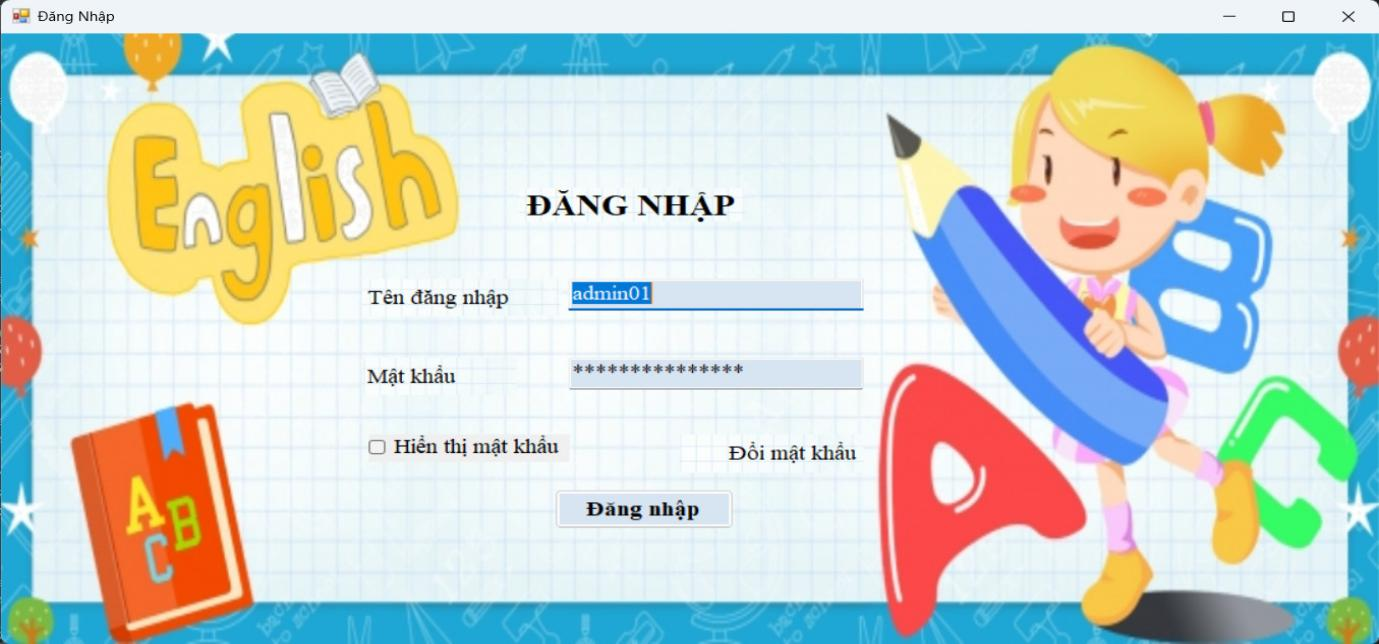 Đăng Nhập
English
ĐĂNG NHẬP
Tên đăng nhập
admin01
Mật khẩu
***************
Hiển thị mật khẩu
Đổi mật khẩu
Đăng nhập
A
B
C
A
B
C